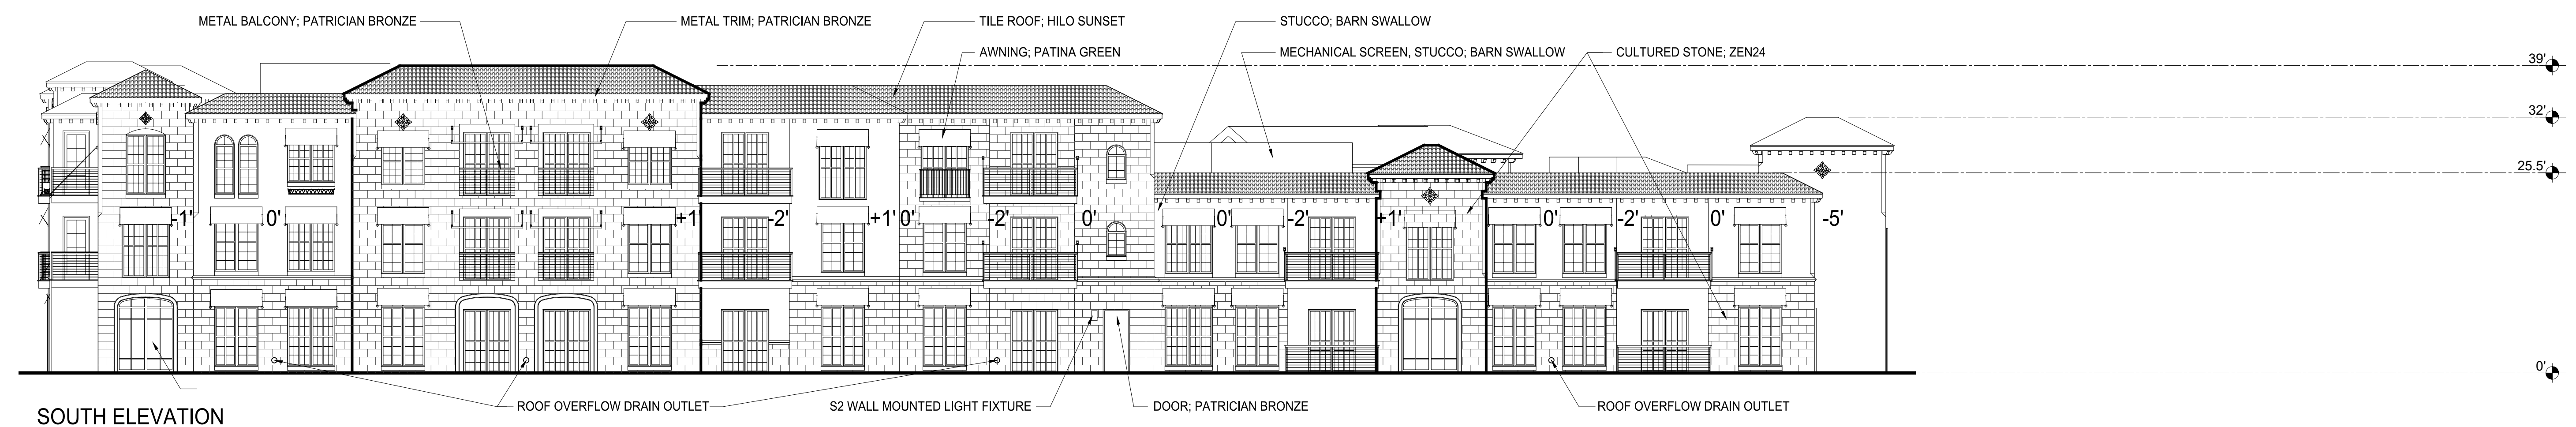 METAL BALCONY; PATRICIAN BRONZE
METAL TRIM; PATRICIAN BRONZE
TILE ROOF; HILO SUNSET
STUCCO; BARN SWALLOW
AWNING; PATINA GREEN
MECHANICAL SCREEN, STUCCO; BARN SWALLOW
CULTURED STONE; ZEN24
39'
32'
25.5'
-1'
0'
+1'
-2'
+1'
0'
-2'
0'
0'
-2'
+1'
0'
-2'
0'
-5'
0'
ROOF OVERFLOW DRAIN OUTLET
S2 WALL MOUNTED LIGHT FIXTURE
DOOR; PATRICIAN BRONZE
ROOF OVERFLOW DRAIN OUTLET
SOUTH ELEVATION